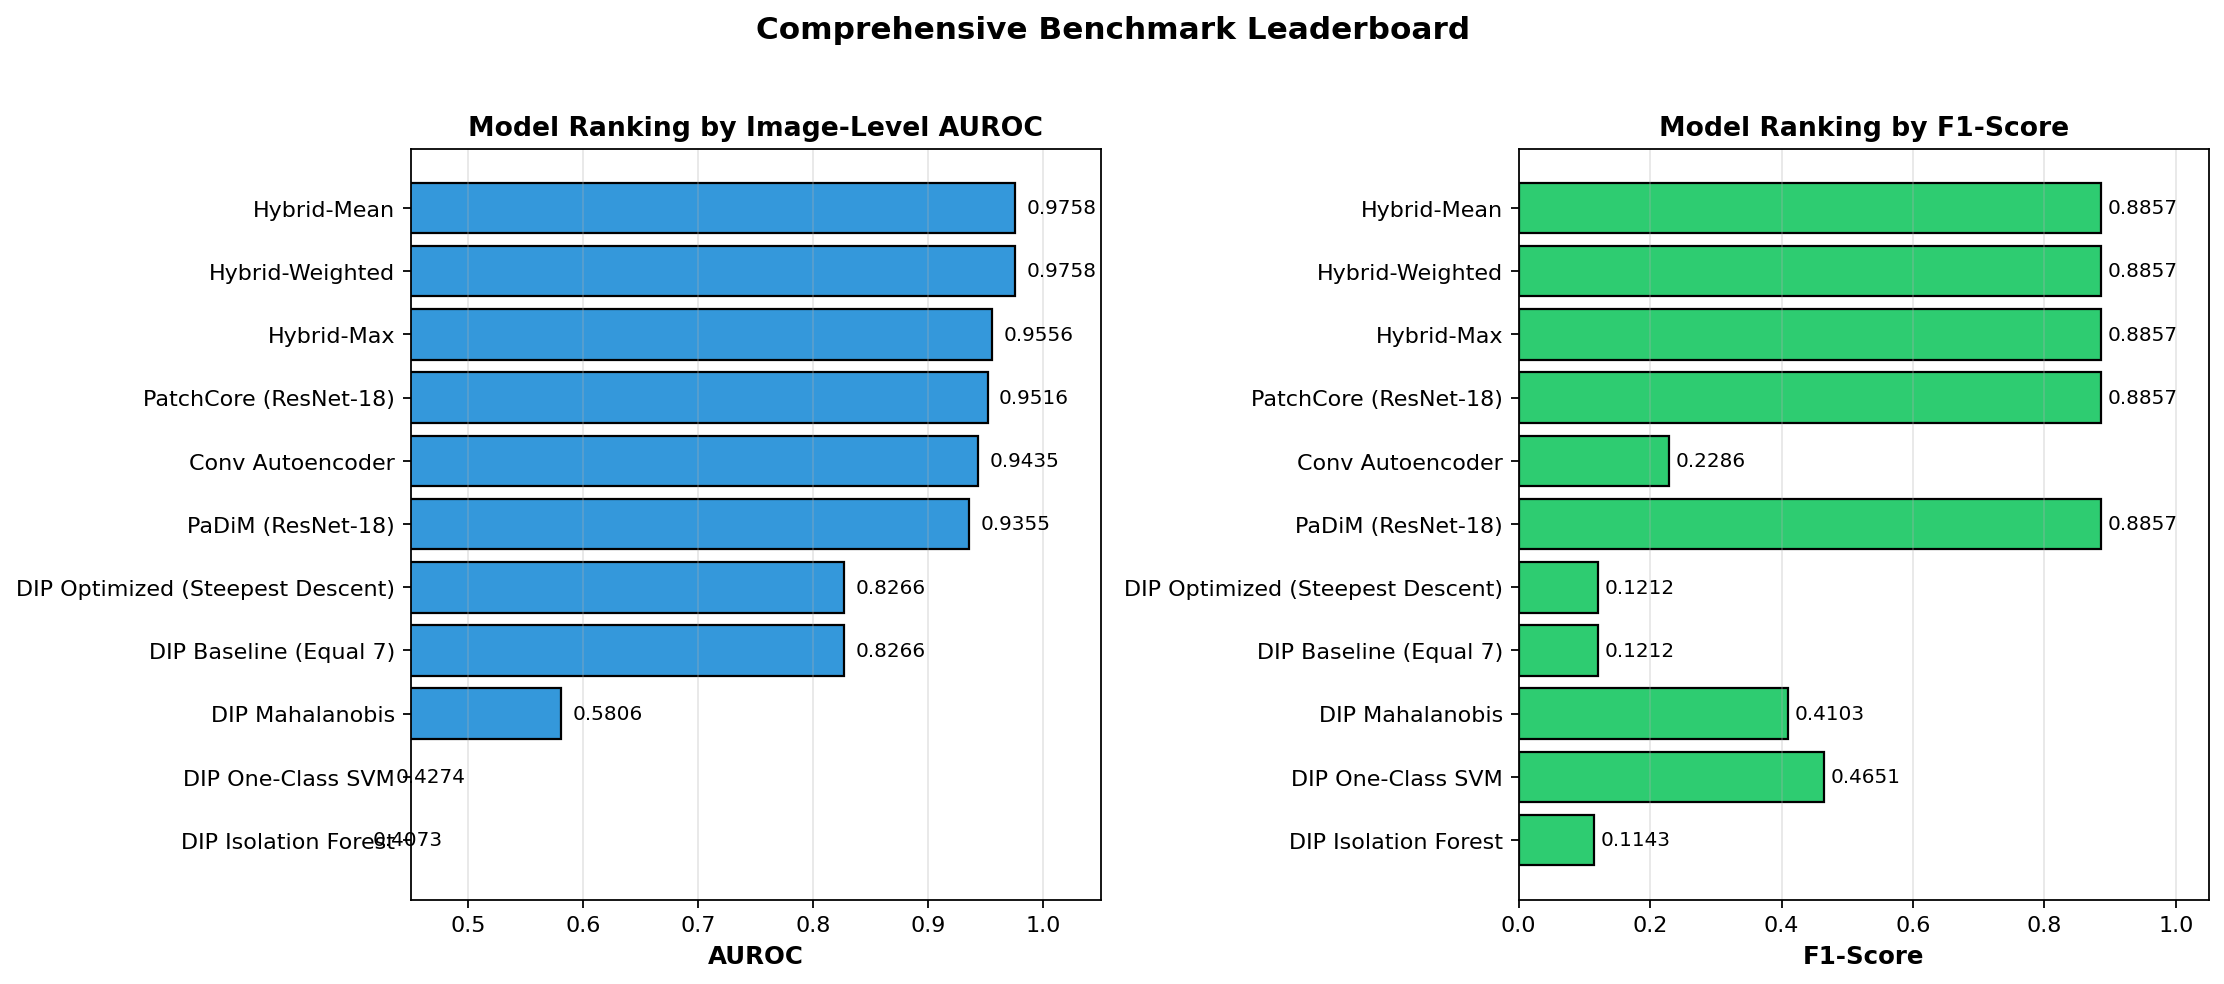 Comprehensive Benchmark Leaderboard
Model Ranking by Image-Level AUROC
Hybrid-Mean 0.9758
Hybrid-Weighted 0.9758
Hybrid-Max 0.9556
PatchCore (ResNet-18) 0.9516
Conv Autoencoder 0.9435
PaDiM (ResNet-18) 0.9355
DIP Optimized (Steepest Descent) 0.8266
DIP Baseline (Equal 7) 0.8266
DIP Mahalanobis 0.5806
DIP One-Class SVM 0.4274
DIP Isolation Forest 0.4073
0.5 0.6 0.7 0.8 0.9 1.0
AUROC
Model Ranking by F1-Score
Hybrid-Mean 0.8857
Hybrid-Weighted 0.8857
Hybrid-Max 0.8857
PatchCore (ResNet-18) 0.8857
Conv Autoencoder 0.2286
PaDiM (ResNet-18) 0.8857
DIP Optimized (Steepest Descent) 0.1212
DIP Baseline (Equal 7) 0.1212
DIP Mahalanobis 0.4103
DIP One-Class SVM 0.4651
DIP Isolation Forest 0.1143
0.0 0.2 0.4 0.6 0.8 1.0
F1-Score